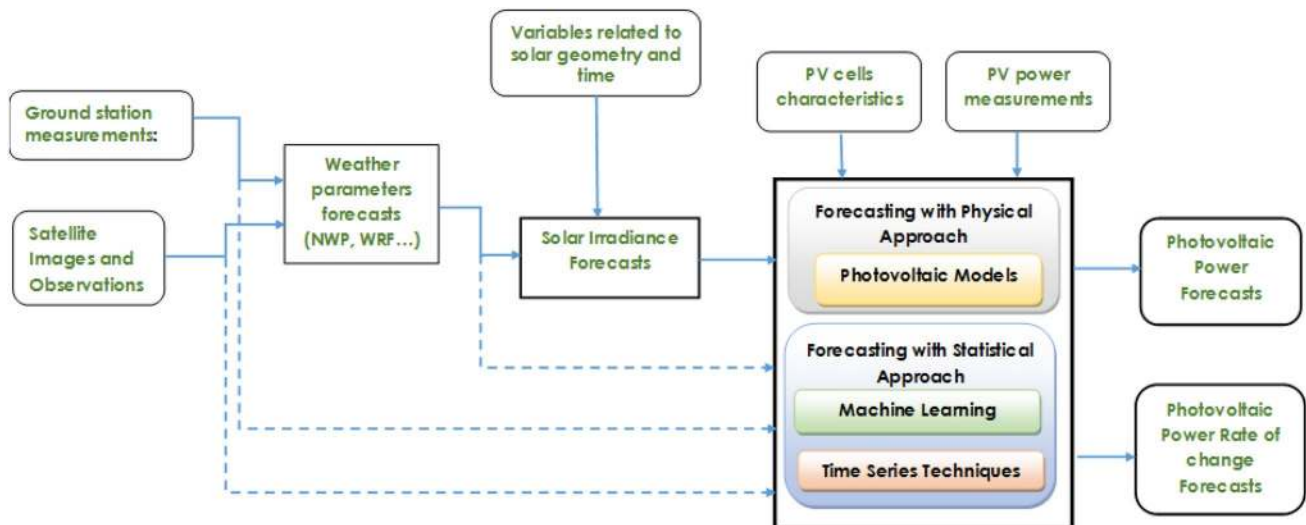 Variables related to
solar geometry and
time
PV cells
characteristics
PV power
measurements
Ground station
measurements:
Weather
parameters
forecasts
(NWP, WRF...)
Satellite
Images and
Observations
Solar Irradiance
Forecasts
Forecasting with Physical
Approach
Photovoltaic Models
Forecasting with Statistical
Approach
Machine Learning
Time Series Techniques
Photovoltaic
Power
Forecasts
Photovoltaic
Power Rate of
change
Forecasts